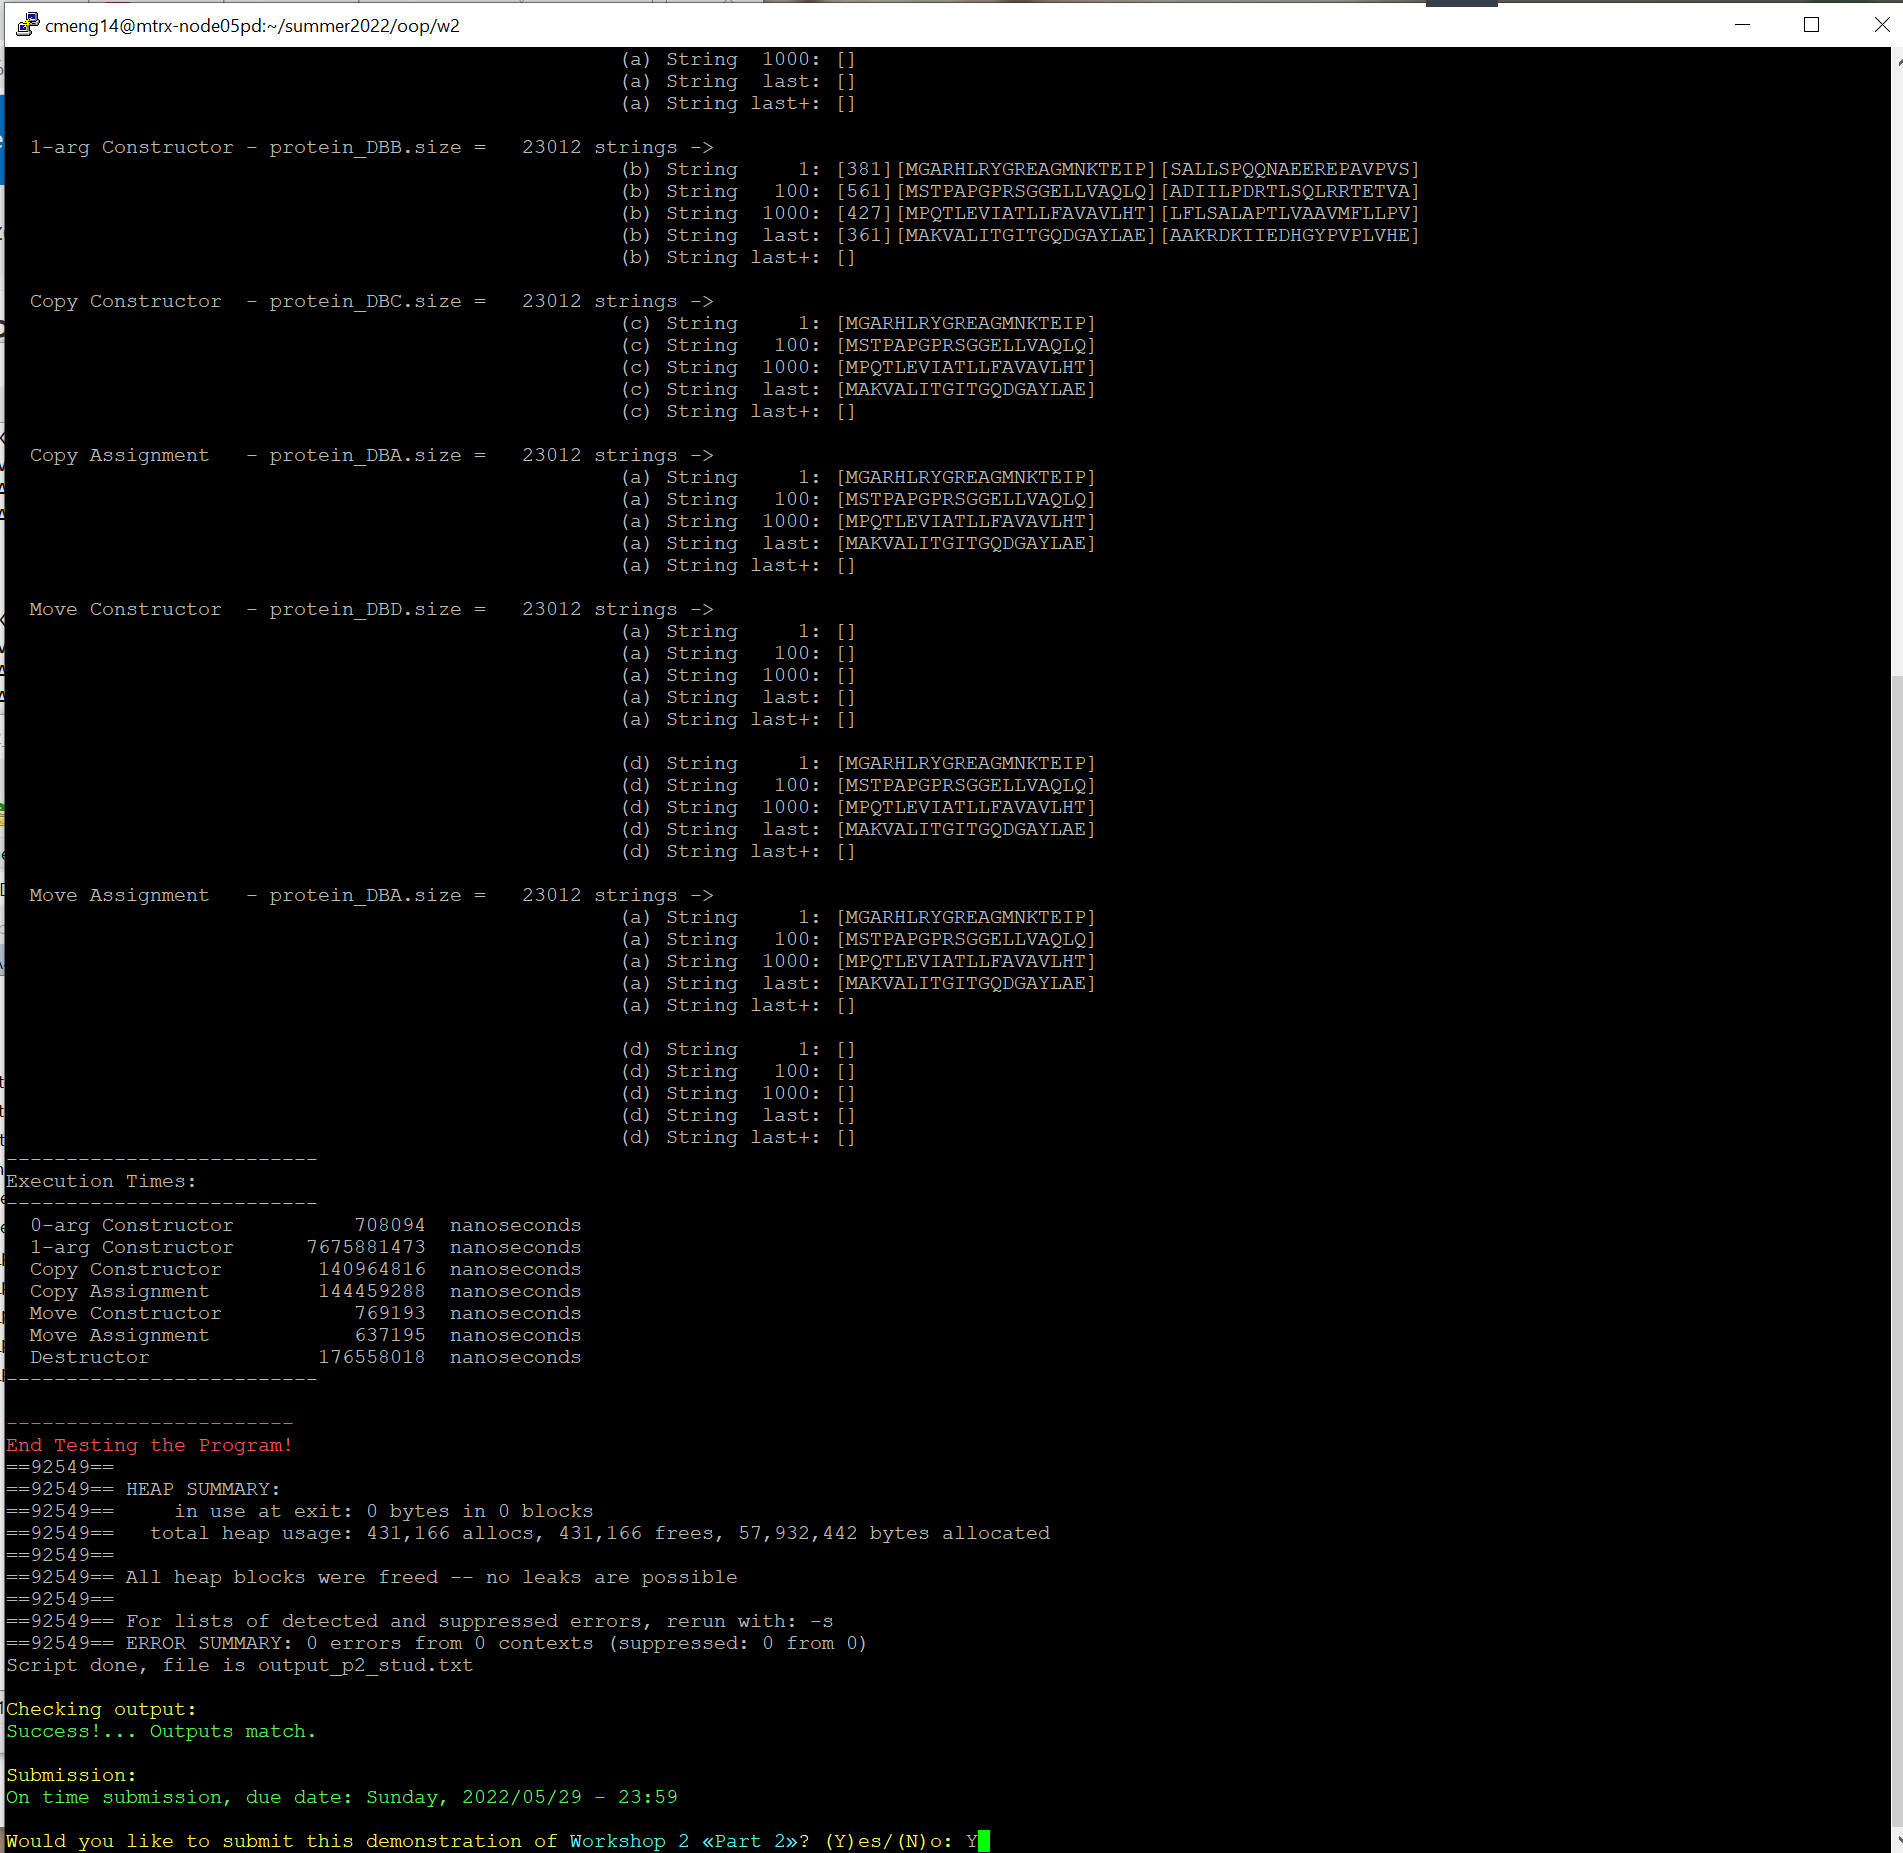 cmeng14@mtrx-node05pd:~/summer2022/oop/w2
(a) String  1000: []
(a) String  last: []
(a) String last+: []
1-arg Constructor - protein_DBB.size =   23012 strings ->
(b) String     1: [381][MGARHLRYGREAGMNKTEIP][SALLSPQQNAEEREPAVPVS]
(b) String   100: [561][MSTPAPGPRSGGELLVAQLQ][ADIILPDRTLSQLRRTETVA]
(b) String  1000: [427][MPQTLEVIATLLFAVAVLHT][LFLSALAPTLVAAVMFLLPV]
(b) String  last: [361][MAKVALITGITGQDGAYLAE][AAKRDKIIEDHGYPVPLVHE]
(b) String last+: []
Copy Constructor  - protein_DBC.size =   23012 strings ->
(c) String     1: [MGARHLRYGREAGMNKTEIP]
(c) String   100: [MSTPAPGPRSGGELLVAQLQ]
(c) String  1000: [MPQTLEVIATLLFAVAVLHT]
(c) String  last: [MAKVALITGITGQDGAYLAE]
(c) String last+: []
Copy Assignment   - protein_DBA.size =   23012 strings ->
(a) String     1: [MGARHLRYGREAGMNKTEIP]
(a) String   100: [MSTPAPGPRSGGELLVAQLQ]
(a) String  1000: [MPQTLEVIATLLFAVAVLHT]
(a) String  last: [MAKVALITGITGQDGAYLAE]
(a) String last+: []
Move Constructor  - protein_DBD.size =   23012 strings ->
(a) String     1: []
(a) String   100: []
(a) String  1000: []
(a) String  last: []
(a) String last+: []
(d) String     1: [MGARHLRYGREAGMNKTEIP]
(d) String   100: [MSTPAPGPRSGGELLVAQLQ]
(d) String  1000: [MPQTLEVIATLLFAVAVLHT]
(d) String  last: [MAKVALITGITGQDGAYLAE]
(d) String last+: []
Move Assignment   - protein_DBA.size =   23012 strings ->
(a) String     1: [MGARHLRYGREAGMNKTEIP]
(a) String   100: [MSTPAPGPRSGGELLVAQLQ]
(a) String  1000: [MPQTLEVIATLLFAVAVLHT]
(a) String  last: [MAKVALITGITGQDGAYLAE]
(a) String last+: []
(d) String     1: []
(d) String   100: []
(d) String  1000: []
(d) String  last: []
(d) String last+: []
--------------------------
Execution Times:
--------------------------
0-arg Constructor          708094  nanoseconds
1-arg Constructor      7675881473  nanoseconds
Copy Constructor        140964816  nanoseconds
Copy Assignment         144459288  nanoseconds
Move Constructor           769193  nanoseconds
Move Assignment            637195  nanoseconds
Destructor              176558018  nanoseconds
--------------------------
------------------------
End Testing the Program!
==92549==
==92549== HEAP SUMMARY:
==92549==     in use at exit: 0 bytes in 0 blocks
==92549==   total heap usage: 431,166 allocs, 431,166 frees, 57,932,442 bytes allocated
==92549==
==92549== All heap blocks were freed -- no leaks are possible
==92549==
==92549== For lists of detected and suppressed errors, rerun with: -s
==92549== ERROR SUMMARY: 0 errors from 0 contexts (suppressed: 0 from 0)
Script done, file is output_p2_stud.txt
Checking output:
Success!... Outputs match.
Submission:
On time submission, due date: Sunday, 2022/05/29 - 23:59
Would you like to submit this demonstration of Workshop 2 «Part 2»? (Y)es/(N)o: Y